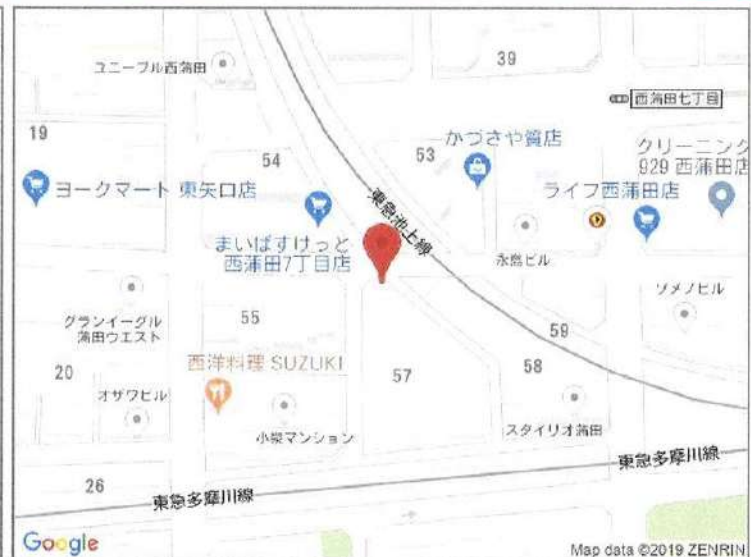 ユニーブル西蒲田
39
西蒲田七丁目
19
かづさや質店
クリーニング
929 西蒲田店
54
53
ヨークマート 東矢口店
ライフ西蒲田店
東急池上線
まいばすけっと
西蒲田7丁目店
永島ビル
ソメノビル
グランイーグル
蒲田ウエスト
55
59
20
西洋料理 SUZUKI
57
58
オザワビル
小泉マンション
スタイリオ蒲田
26
東急多摩川線
東急多摩川線
Google
Map data ©2019 ZENRIN